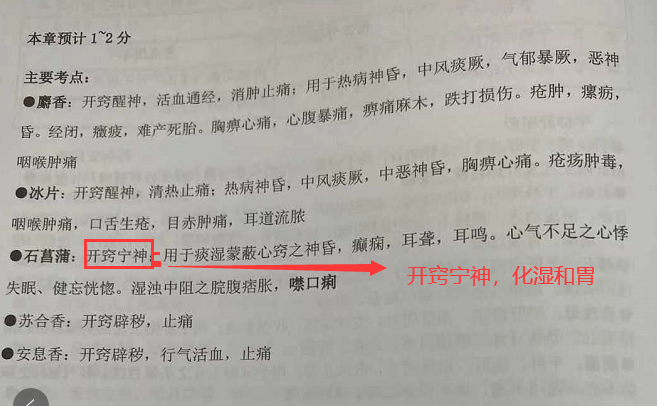 本章预计1~2分
主要考点：
●麝香：开窍醒神，活血通经，消肿止痛；用于热病神昏，中风痰厥，气郁暴厥，恶神
昏。经闭，癥瘕，难产死胎。胸痹心痛，心腹暴痛，痹痛麻木，跌打损伤。疮肿，瘰疬，
咽喉肿痛
●冰片：开窍醒神，清热止痛；热病神昏，中风痰厥，中恶神昏，胸痹心痛。疮疡肿毒，
咽喉肿痛，口舌生疮，目赤肿痛，耳道流脓
●石菖蒲：开窍宁神；用于痰湿蒙蔽心窍之神昏，癫痫，耳聋，耳鸣。心气不足之心悸
开窍宁神，化湿和胃
失眠、健忘恍惚。湿浊中阻之脘腹痞胀，噤口痢
●苏合香：开窍辟秽，止痛
●安息香：开窍辟秽，行气活血，止痛